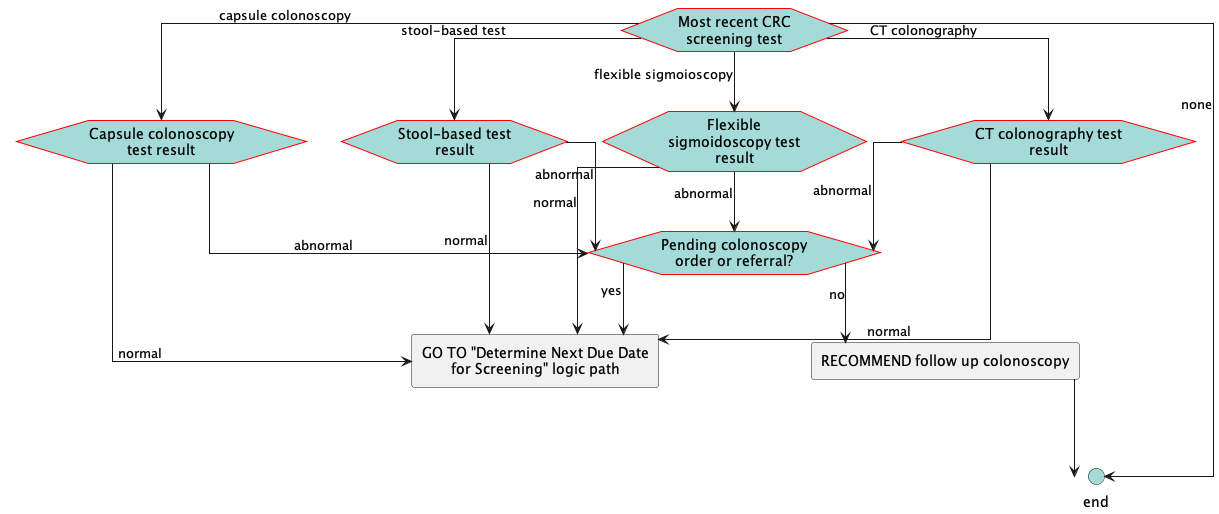 capsule colonoscopy
Most recent CRC
screening test
stool-based test
CT colonography
flexible sigmoioscopy
none
Capsule colonoscopy
test result
Stool-based test
result
Flexible
sigmoidoscopy test
result
CT colonography test
result
abnormal
normal
abnormal
abnormal
abnormal
normal
Pending colonoscopy
order or referral?
yes
no
normal
normal
GO TO "Determine Next Due Date
for Screening" logic path
RECOMMEND follow up colonoscopy
end